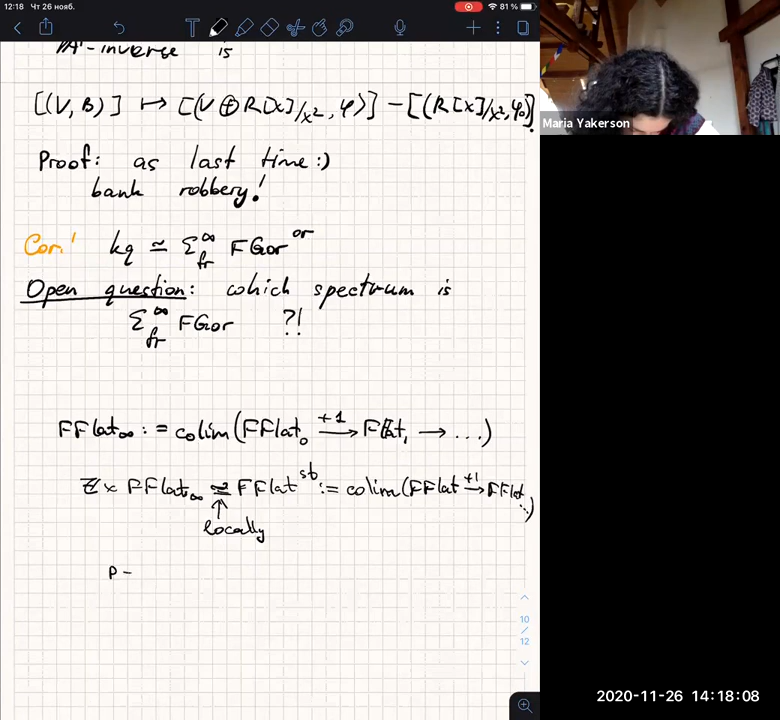 12:18 Чт 26 нояб.
81 %
A¹-inverse is
[(V, B)] ↦ [(V ⊕ R[x]/x², φ)] - [(R[x]/x², φ₀)].
Maria Yakerson
Proof: as last time:)
bank robbery!
Cor.! kq ≃ Σ^∞_fr FGor^or
Open question: which spectrum is
Σ^∞_fr FGor ?!
FFlat_∞ := colim(FFlat₀ →^{+1} FFlat₁ → ...)
ℤ × FFlat_∞ ≃ FFlat^st := colim(FFlat →^{+1} FFlat ...)
↑
locally
P -
10
/
12
2020-11-26 14:18:08